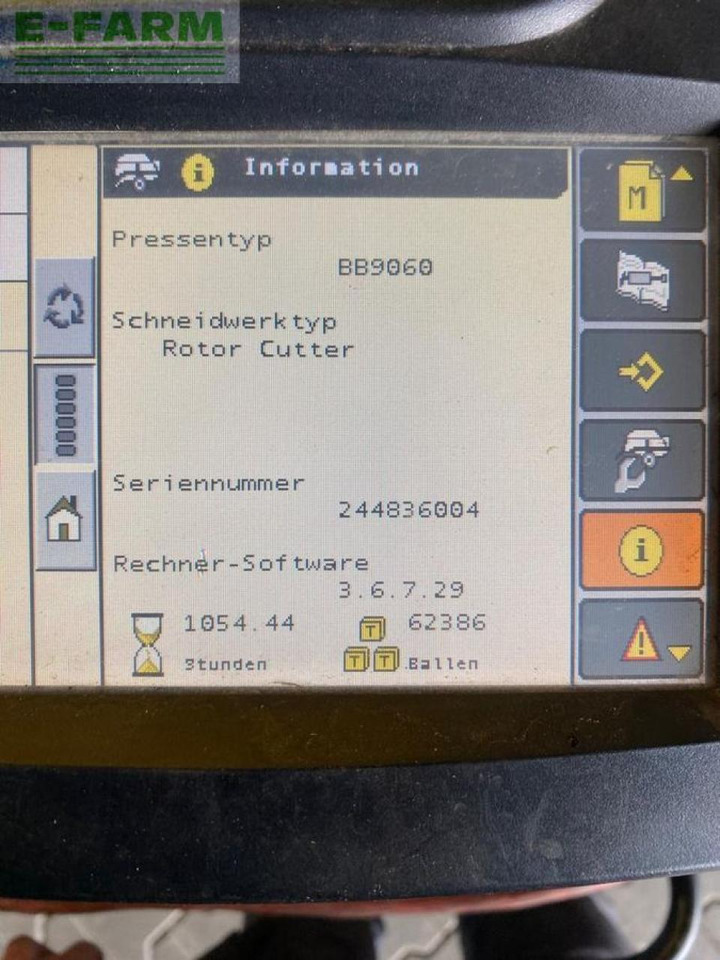 E-FARM
Information
M
Pressentyp
BB9060
Schneidwerktyp
Rotor Cutter
Seriennummer
244836004
Rechner-Software
3.6.7.29
1054.44
T
62386
Stunden
T T
Ballen